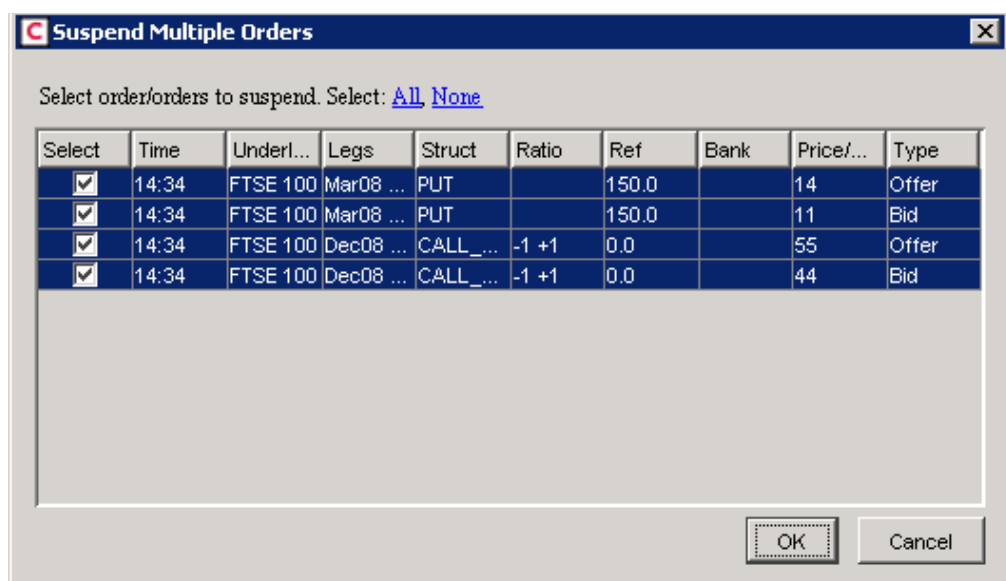 C Suspend Multiple Orders
Select order/orders to suspend. Select: All, None
Select Time Underl... Legs Struct Ratio Ref Bank Price/... Type
14:34 FTSE 100 Mar08 ... PUT 150.0 14 Offer
14:34 FTSE 100 Mar08 ... PUT 150.0 11 Bid
14:34 FTSE 100 Dec08 ... CALL_... -1 +1 0.0 55 Offer
14:34 FTSE 100 Dec08 ... CALL_... -1 +1 0.0 44 Bid
OK Cancel